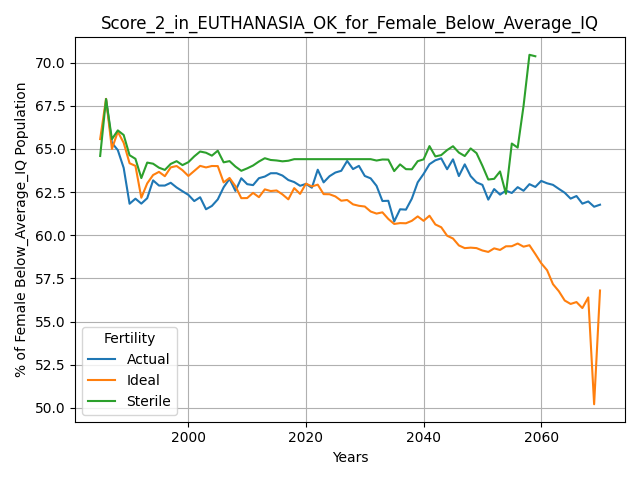 Score_2_in_EUTHANASIA_OK_for_Female_Below_Average_IQ
% of Female Below_Average_IQ Population
70.0
67.5
65.0
62.5
60.0
57.5
55.0
52.5
50.0
Fertility
Actual
Ideal
Sterile
2000
2020
2040
2060
Years